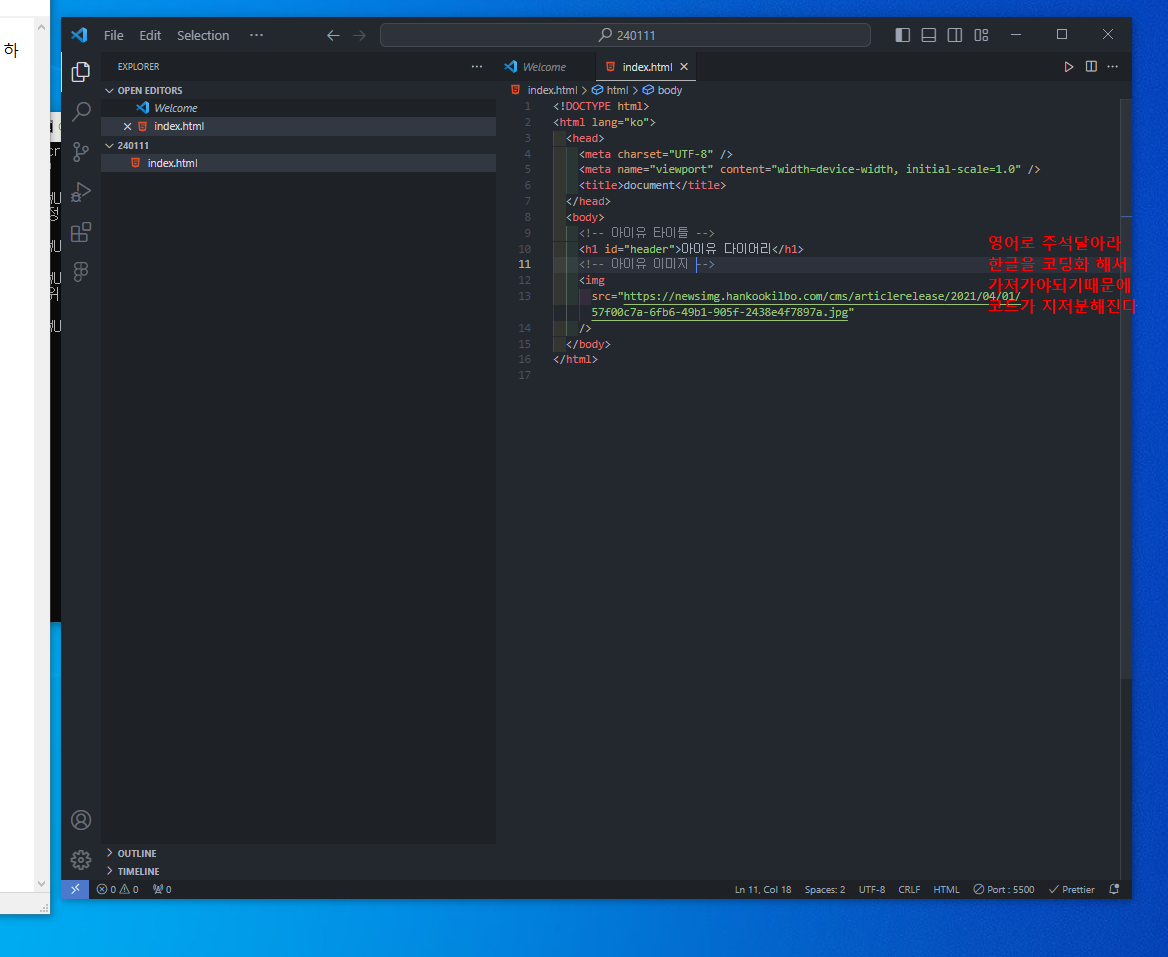 하
File Edit Selection ··· 240111
EXPLORER ···
OPEN EDITORS
Welcome
index.html
240111
index.html
OUTLINE
TIMELINE
Welcome index.html
index.html > html > body
1 <!DOCTYPE html>
2 <html lang="ko">
3 <head>
4 <meta charset="UTF-8" />
5 <meta name="viewport" content="width=device-width, initial-scale=1.0" />
6 <title>document</title>
7 </head>
8 <body>
9 <!-- 아이유 타이틀 -->
10 <h1 id="header">아이유 다이어리</h1>
11 <!-- 아이유 이미지 -->
12 <img
13 src="https://newsimg.hankookilbo.com/cms/articlerelease/2021/04/01/
57f00c7a-6fb6-49b1-905f-2438e4f7897a.jpg"
14 />
15 </body>
16 </html>
17
영어로 주석달아라
한글을 코딩화 해서
가져가야되기때문에
코드가 지저분해진다
0 0 0 Ln 11, Col 18 Spaces: 2 UTF-8 CRLF HTML Port : 5500 Prettier